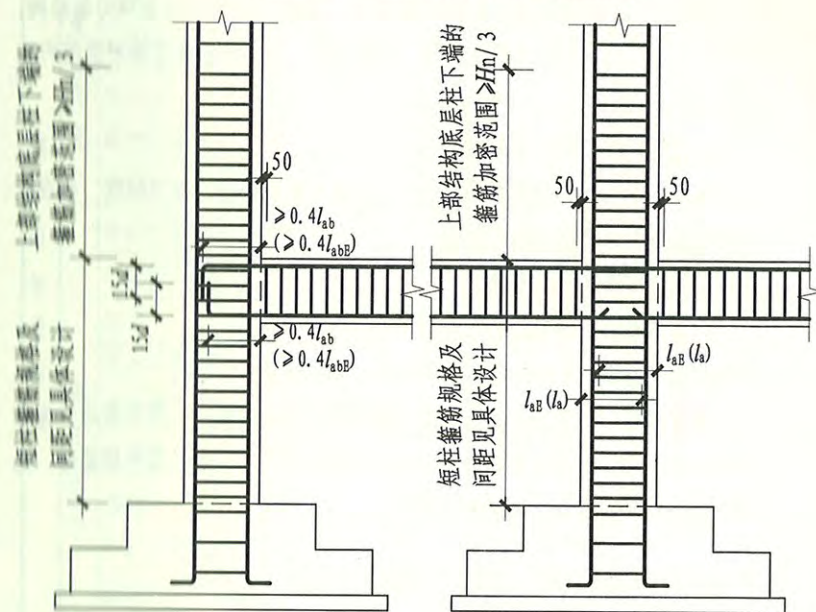 上部结构底层柱下端的
箍筋加密范围≥Hn/3
50
≥0.4lab
(≥0.4labE)
15d
15d
≥0.4lab
(≥0.4labE)
短柱箍筋规格及
间距见具体设计
上部结构底层柱下端的
箍筋加密范围≥Hn/3
50
50
laE(la)
laE(la)
短柱箍筋规格及
间距见具体设计